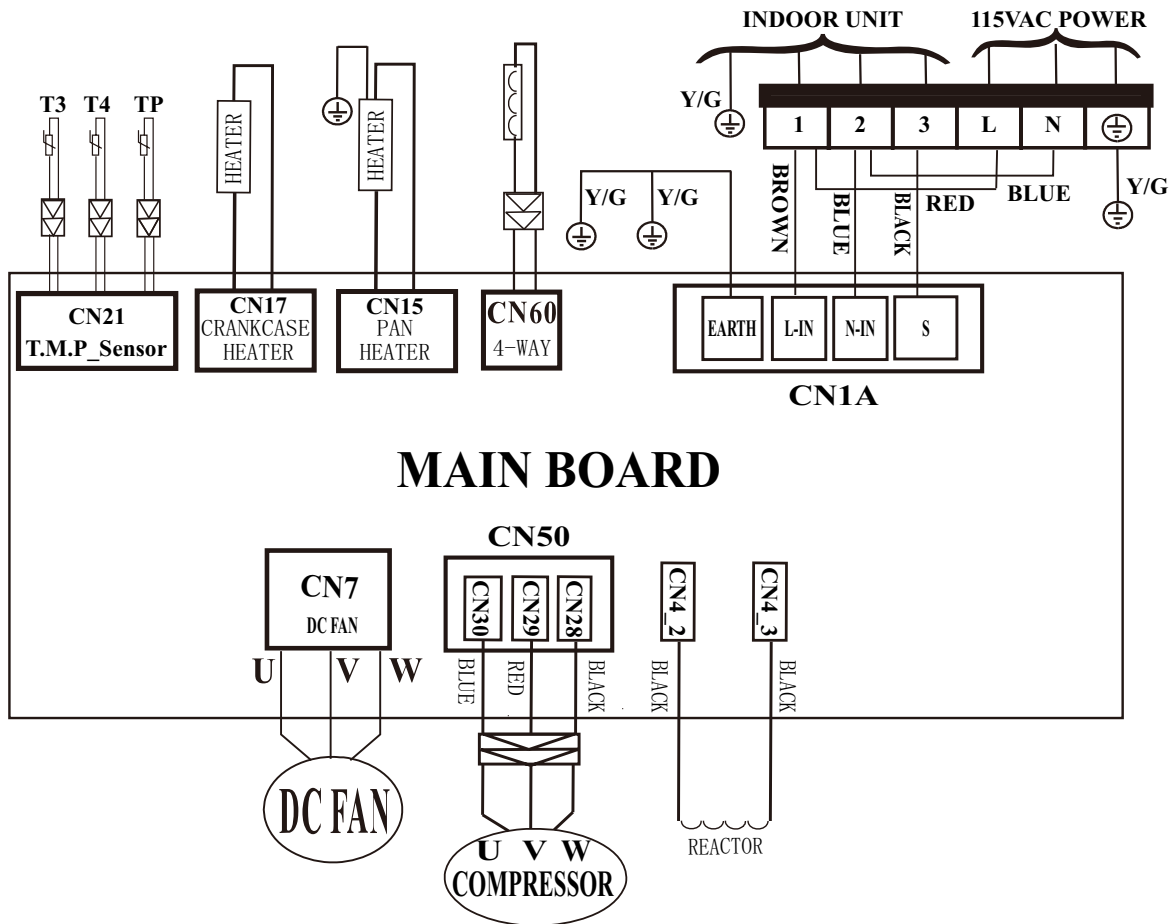 INDOOR UNIT
115VAC POWER
T3
T4
TP
HEATER
HEATER
Y/G
1
2
3
L
N
Y/G
Y/G
Y/G
BROWN
BLUE
BLACK
RED
BLUE
CN21
T.M.P_Sensor
CN17
CRANKCASE
HEATER
CN15
PAN
HEATER
CN60
4-WAY
EARTH
L-IN
N-IN
S
CN1A
MAIN BOARD
CN50
CN7
DC FAN
CN30
CN29
CN28
CN4_2
CN4_3
U
V
W
BLUE
RED
BLACK
BLACK
BLACK
DC FAN
REACTOR
U V W
COMPRESSOR